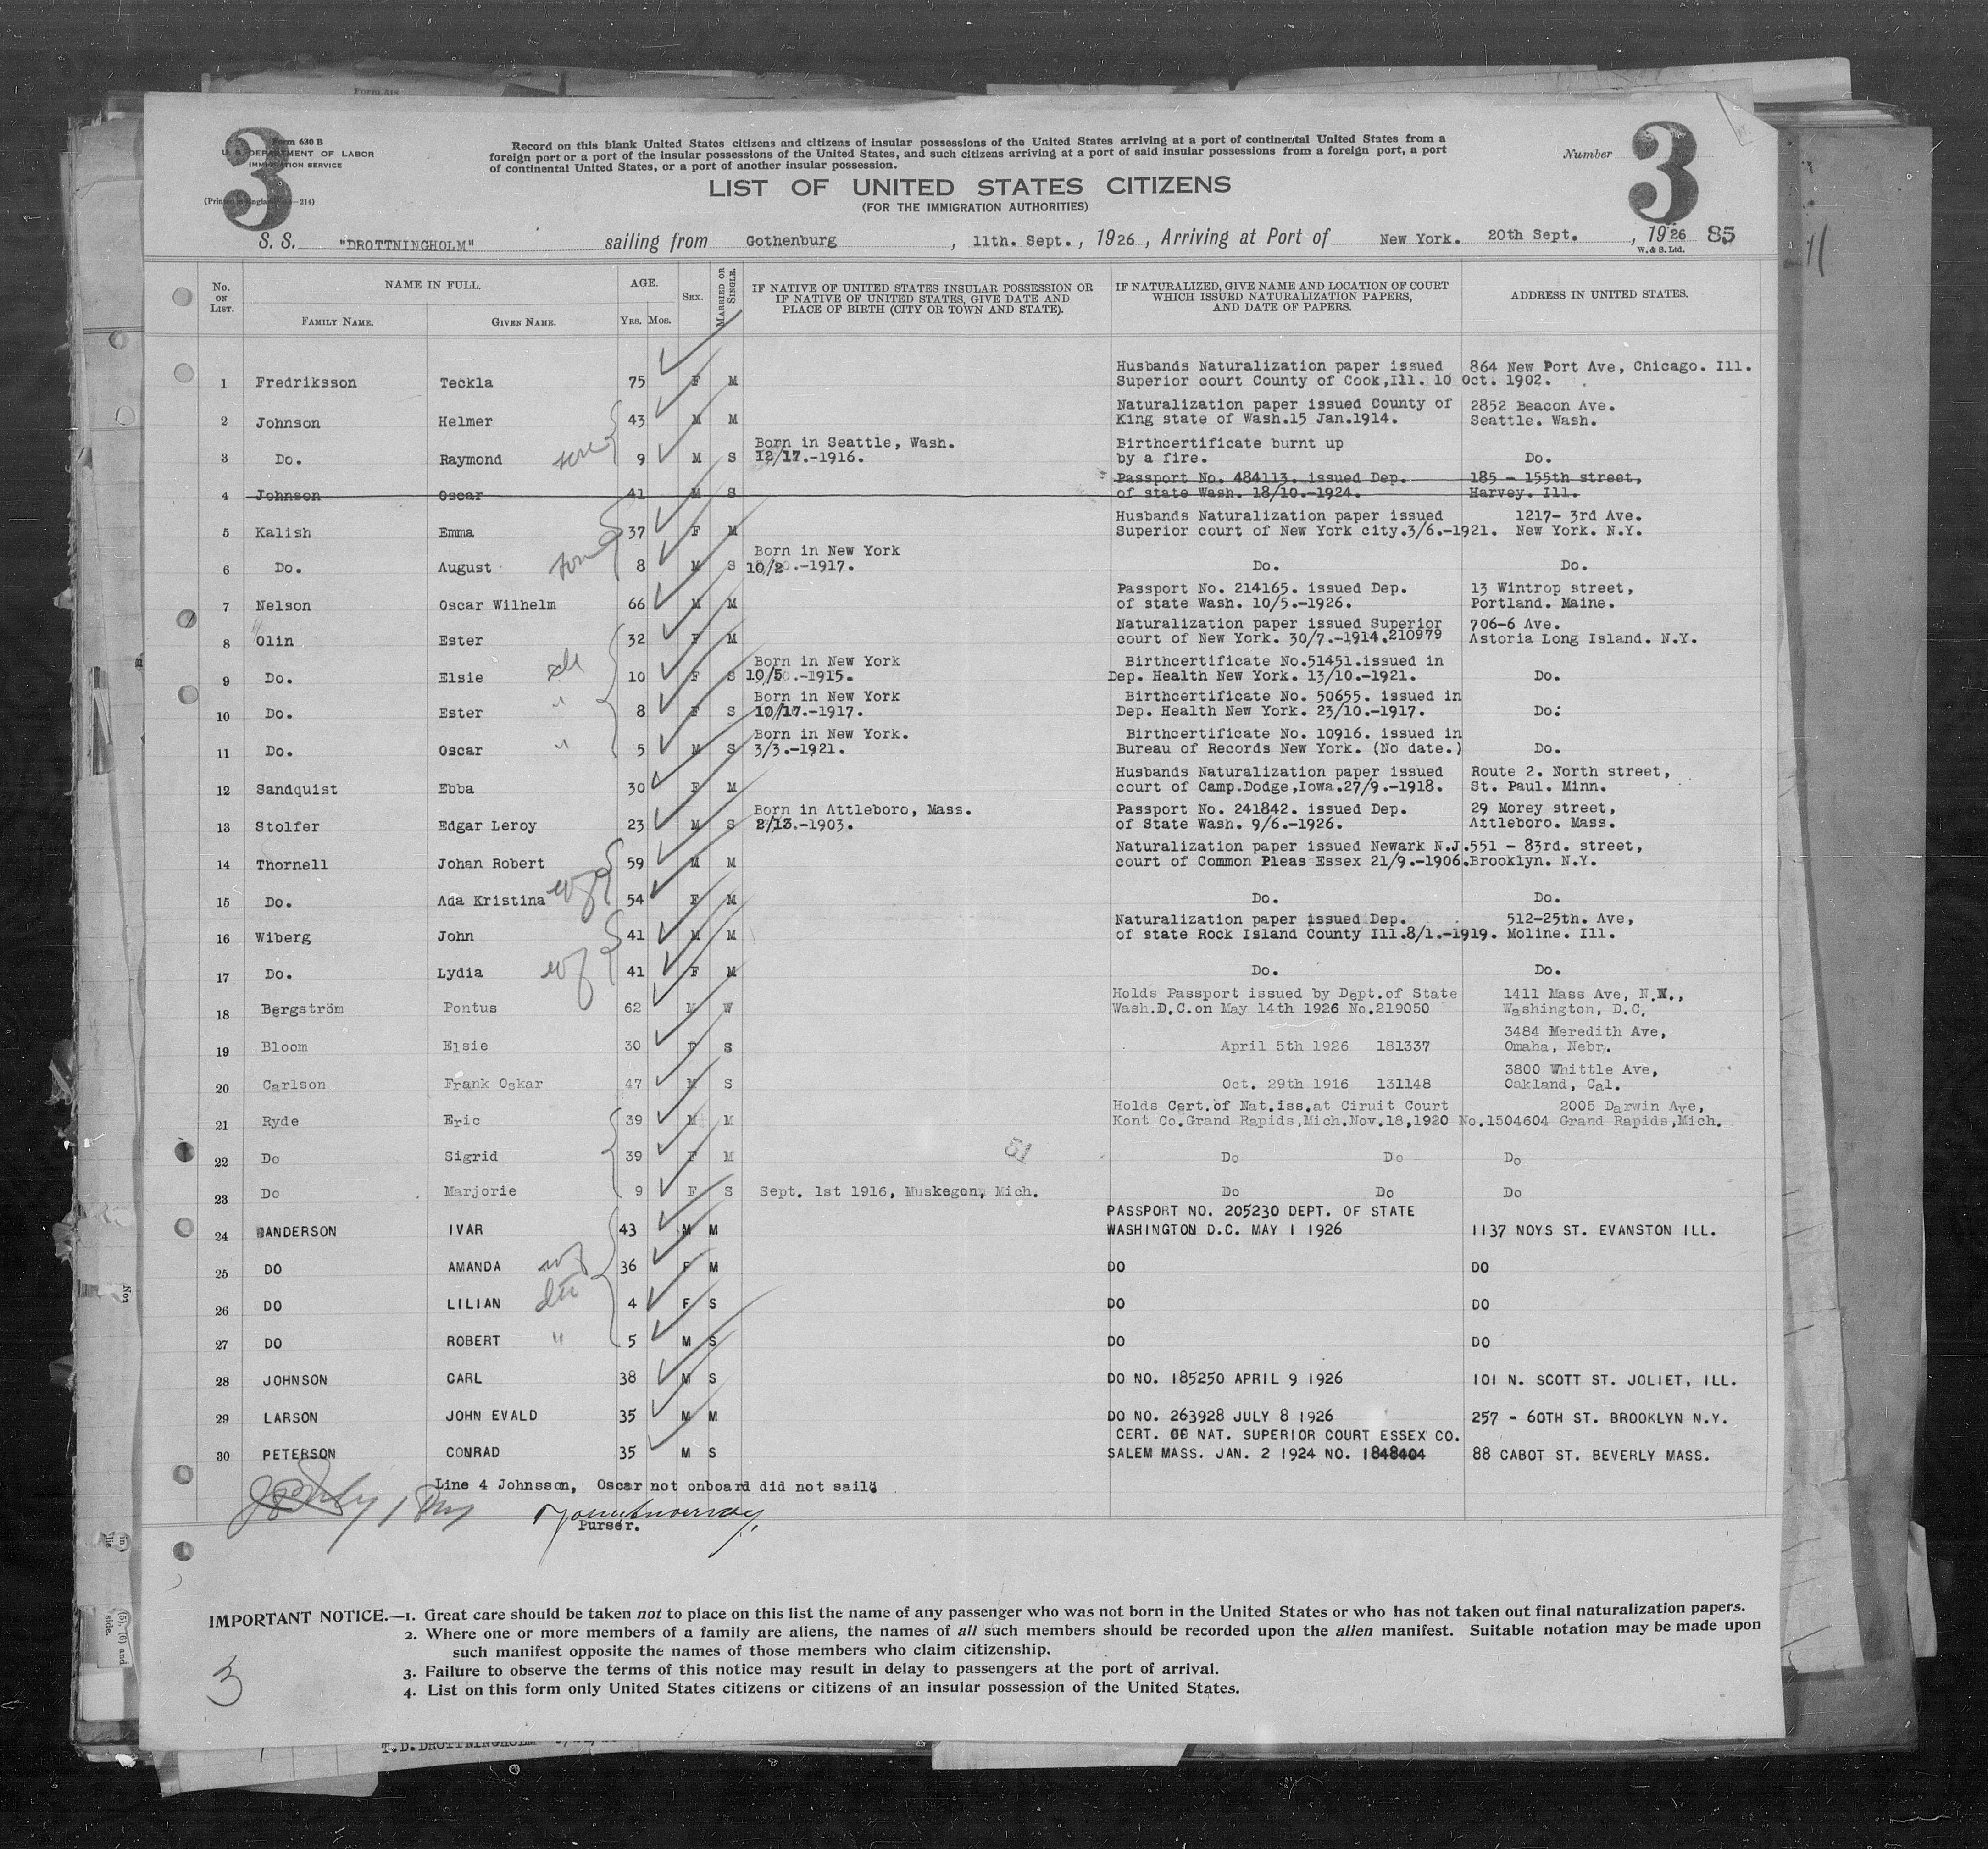 Form 630 B
U. S. DEPARTMENT OF LABOR
IMMIGRATION SERVICE
3
Record on this blank United States citizens and citizens of insular possessions of the United States arriving at a port of continental United States from a
foreign port or a port of the insular possessions of the United States, and such citizens arriving at a port of said insular possessions from a foreign port, a port
of continental United States, or a port of another insular possession.
Number 3
LIST OF UNITED STATES CITIZENS
(FOR THE IMMIGRATION AUTHORITIES)
S. S. "DROTTNINGHOLM" sailing from Gothenburg, 11th. Sept., 1926, Arriving at Port of New York. 20th Sept., 1926 85
W. & S. Ltd.
No. ON LIST. NAME IN FULL. AGE. SEX. MARRIED OR SINGLE. IF NATIVE OF UNITED STATES INSULAR POSSESSION OR IF NATIVE OF UNITED STATES, GIVE DATE AND PLACE OF BIRTH (CITY OR TOWN AND STATE). IF NATURALIZED, GIVE NAME AND LOCATION OF COURT WHICH ISSUED NATURALIZATION PAPERS, AND DATE OF PAPERS. ADDRESS IN UNITED STATES.
FAMILY NAME. GIVEN NAME. YRS. MOS.
1 Fredriksson Teckla 75 F M Husbands Naturalization paper issued Superior court County of Cook,Ill. 10 Oct. 1902. 864 New Port Ave, Chicago. Ill.
2 Johnson Helmer 43 M M Naturalization paper issued County of King state of Wash.15 Jan.1914. 2852 Beacon Ave. Seattle. Wash.
3 Do. Raymond 9 M S Born in Seattle, Wash. 12/17.-1916. Birthcertificate burnt up by a fire. Do.
4 Johnson Oscar 41 M S Passport No. 484113. issued Dep. of state Wash. 18/10.-1924. 185 - 155th street, Harvey. Ill.
5 Kalish Emma 37 F M Husbands Naturalization paper issued Superior court of New York city.3/6.-1921. 1217- 3rd Ave. New York. N.Y.
6 Do. August 8 M S Born in New York 10/2.-1917. Do. Do.
7 Nelson Oscar Wilhelm 66 M M Passport No. 214165. issued Dep. of state Wash. 10/5.-1926. 13 Wintrop street, Portland. Maine.
8 Olin Ester 32 F M Naturalization paper issued Superior court of New York. 30/7.-1914.210979 706-6 Ave. Astoria Long Island. N.Y.
9 Do. Elsie 10 F S Born in New York 10/5.-1915. Birthcertificate No.51451.issued in Dep. Health New York. 13/10.-1921. Do.
10 Do. Ester 8 F S Born in New York 10/17.-1917. Birthcertificate No. 50655. issued in Dep. Health New York. 23/10.-1917. Do.
11 Do. Oscar 5 M S Born in New York. 3/3.-1921. Birthcertificate No. 10916. issued in Bureau of Records New York. (No date.) Do.
12 Sandquist Ebba 30 F M Husbands Naturalization paper issued court of Camp.Dodge,Iowa.27/9.-1918. Route 2. North street, St. Paul. Minn.
13 Stolfer Edgar Leroy 23 M S Born in Attleboro, Mass. 2/13.-1903. Passport No. 241842. issued Dep. of State Wash. 9/6.-1926. 29 Morey street, Attleboro. Mass.
14 Thornell Johan Robert 59 M M Naturalization paper issued Newark N.J. court of Common Pleas Essex 21/9.-1906. 551 - 83rd. street, Brooklyn. N.Y.
15 Do. Ada Kristina 54 F M Do. Do.
16 Wiberg John 41 M M Naturalization paper issued Dep. of state Rock Island County Ill.8/1.-1919. 512-25th. Ave, Moline. Ill.
17 Do. Lydia 41 F M Do. Do.
18 Bergström Pontus 62 M W Holds Passport issued by Dept.of State Wash.D.C.on May 14th 1926 No.219050 1411 Mass Ave, N.W., Washington, D.C.
19 Bloom Elsie 30 F S April 5th 1926 181337 3484 Meredith Ave, Omaha, Nebr.
20 Carlson Frank Oskar 47 M S Oct. 29th 1916 131148 3800 Whittle Ave, Oakland, Cal.
21 Ryde Eric 39 M M Holds Cert.of Nat.iss.at Ciruit Court Kont Co.Grand Rapids,Mich.Nov.18,1920 No.1504604 2005 Darwin Ave, Grand Rapids,Mich.
22 Do Sigrid 39 F M Do Do Do
51
23 Do Marjorie 9 F S Sept. 1st 1916, Muskegon, Mich. Do Do Do
24 ANDERSON IVAR 43 M M PASSPORT NO. 205230 DEPT. OF STATE WASHINGTON D.C. MAY 1 1926 1137 NOYS ST. EVANSTON ILL.
25 DO AMANDA 36 F M DO DO
26 DO LILIAN 4 F S DO DO
27 DO ROBERT 5 M S DO DO
28 JOHNSON CARL 38 M S DO NO. 185250 APRIL 9 1926 101 N. SCOTT ST. JOLIET, ILL.
29 LARSON JOHN EVALD 35 M M DO NO. 263928 JULY 8 1926 257 - 60TH ST. BROOKLYN N.Y.
30 PETERSON CONRAD 35 M S CERT. OF NAT. SUPERIOR COURT ESSEX CO. SALEM MASS. JAN. 2 1924 NO. 1848404 88 CABOT ST. BEVERLY MASS.
Line 4 Johnsson, Oscar not onboard did not sail.
Purser.
IMPORTANT NOTICE.—1. Great care should be taken not to place on this list the name of any passenger who was not born in the United States or who has not taken out final naturalization papers.
2. Where one or more members of a family are aliens, the names of all such members should be recorded upon the alien manifest. Suitable notation may be made upon
such manifest opposite the names of those members who claim citizenship.
3. Failure to observe the terms of this notice may result in delay to passengers at the port of arrival.
4. List on this form only United States citizens or citizens of an insular possession of the United States.
3
T.D.DROTTNINGHOLM